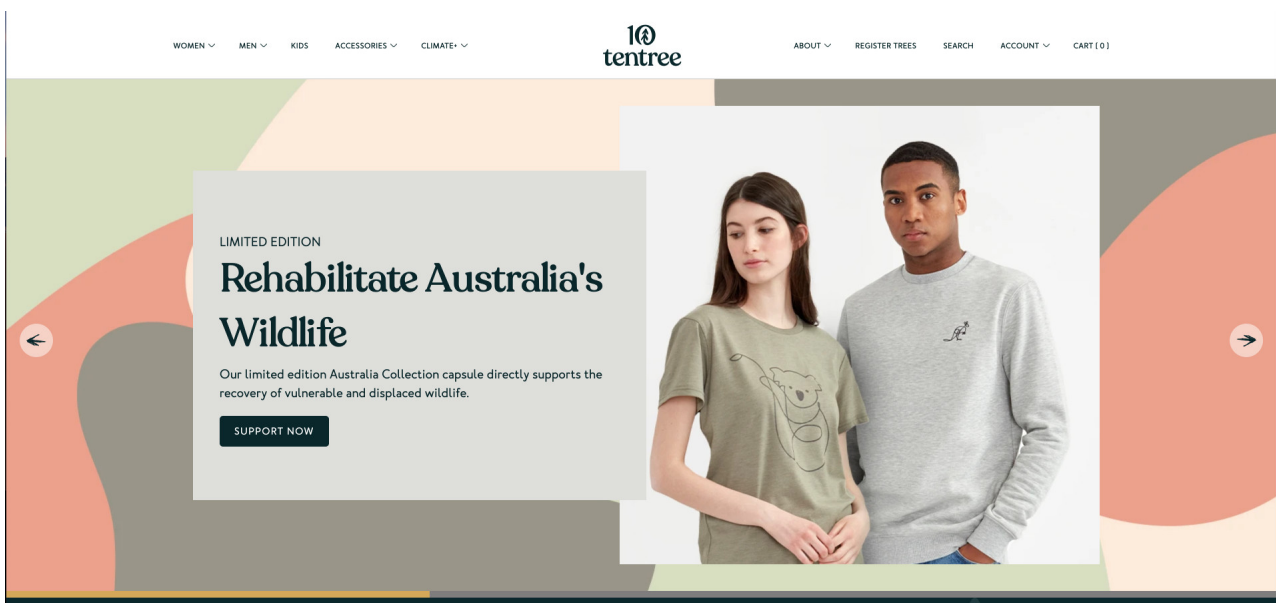 WOMEN
MEN
KIDS
ACCESSORIES
CLIMATE+
10
tentree
ABOUT
REGISTER TREES
SEARCH
ACCOUNT
CART [ 0 ]
LIMITED EDITION
Rehabilitate Australia's
Wildlife
Our limited edition Australia Collection capsule directly supports the
recovery of vulnerable and displaced wildlife.
SUPPORT NOW